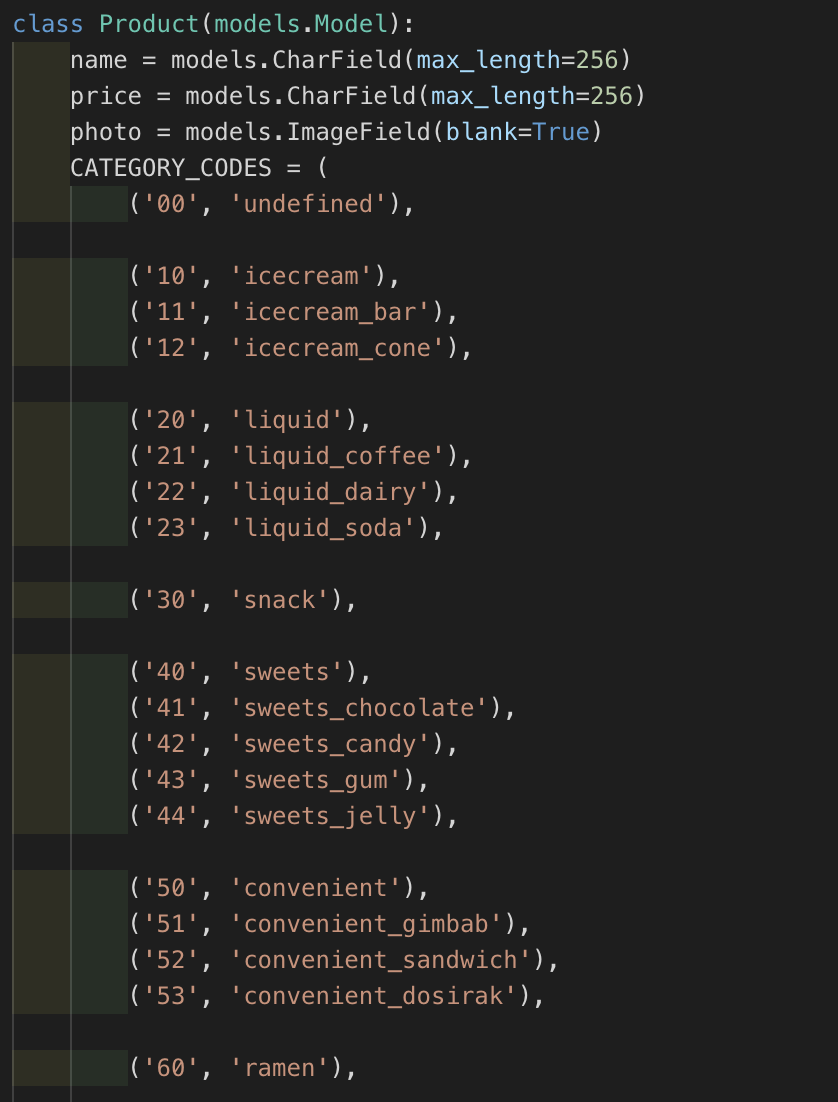 class Product(models.Model):
    name = models.CharField(max_length=256)
    price = models.CharField(max_length=256)
    photo = models.ImageField(blank=True)
    CATEGORY_CODES = (
        ('00', 'undefined'),

        ('10', 'icecream'),
        ('11', 'icecream_bar'),
        ('12', 'icecream_cone'),

        ('20', 'liquid'),
        ('21', 'liquid_coffee'),
        ('22', 'liquid_dairy'),
        ('23', 'liquid_soda'),

        ('30', 'snack'),

        ('40', 'sweets'),
        ('41', 'sweets_chocolate'),
        ('42', 'sweets_candy'),
        ('43', 'sweets_gum'),
        ('44', 'sweets_jelly'),

        ('50', 'convenient'),
        ('51', 'convenient_gimbab'),
        ('52', 'convenient_sandwich'),
        ('53', 'convenient_dosirak'),

        ('60', 'ramen'),